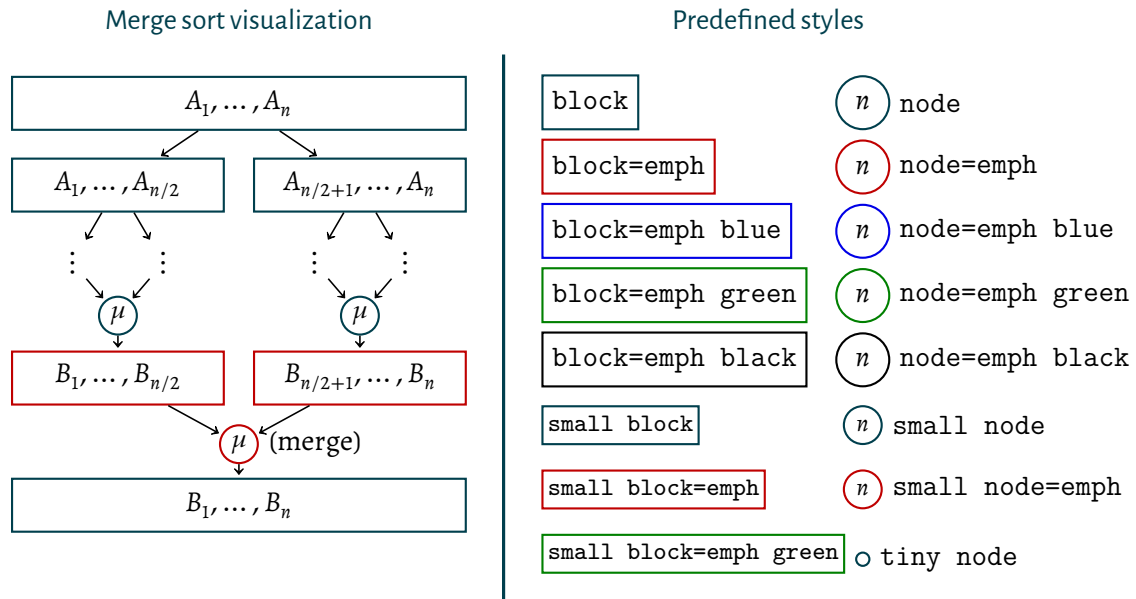 Merge sort visualization
A₁, …, Aₙ
A₁, …, Aₙ/₂
Aₙ/₂₊₁, …, Aₙ
⋮ ⋮ ⋮ ⋮
μ
μ
B₁, …, Bₙ/₂
Bₙ/₂₊₁, …, Bₙ
μ (merge)
B₁, …, Bₙ
Predefined styles
block
n node
block=emph
n node=emph
block=emph blue
n node=emph blue
block=emph green
n node=emph green
block=emph black
n node=emph black
small block
n small node
small block=emph
n small node=emph
small block=emph green
tiny node